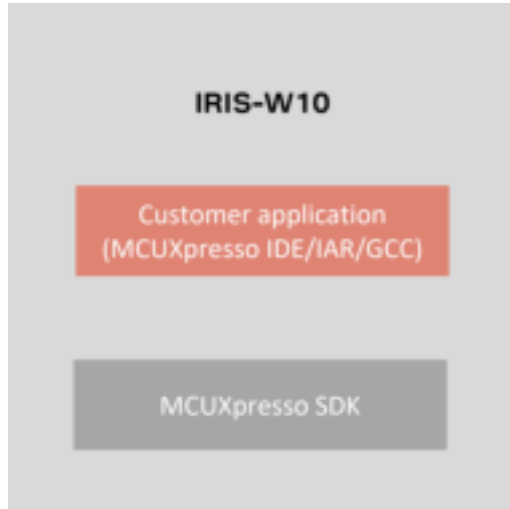 IRIS-W10
Customer application
(MCUXpresso IDE/IAR/GCC)
MCUXpresso SDK